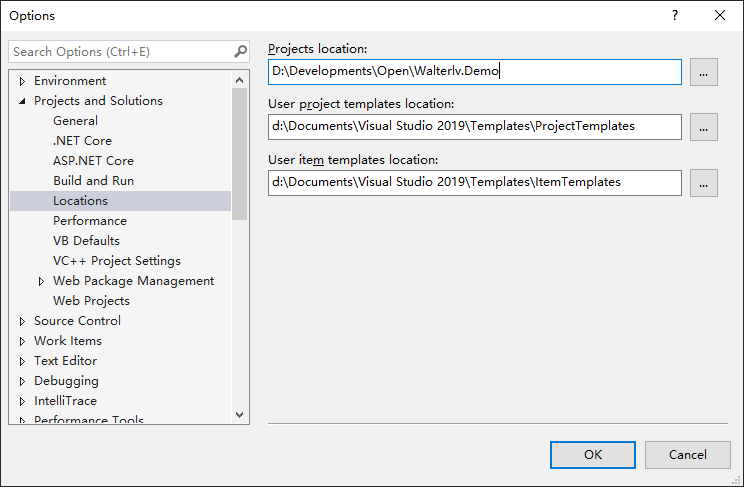 Options
?
Search Options (Ctrl+E)
Environment
Projects and Solutions
General
.NET Core
ASP.NET Core
Build and Run
Locations
Performance
VB Defaults
VC++ Project Settings
Web Package Management
Web Projects
Source Control
Work Items
Text Editor
Debugging
IntelliTrace
Performance Tools
Projects location:
D:\Developments\Open\Walterlv.Demo
...
User project templates location:
d:\Documents\Visual Studio 2019\Templates\ProjectTemplates
...
User item templates location:
d:\Documents\Visual Studio 2019\Templates\ItemTemplates
...
OK
Cancel